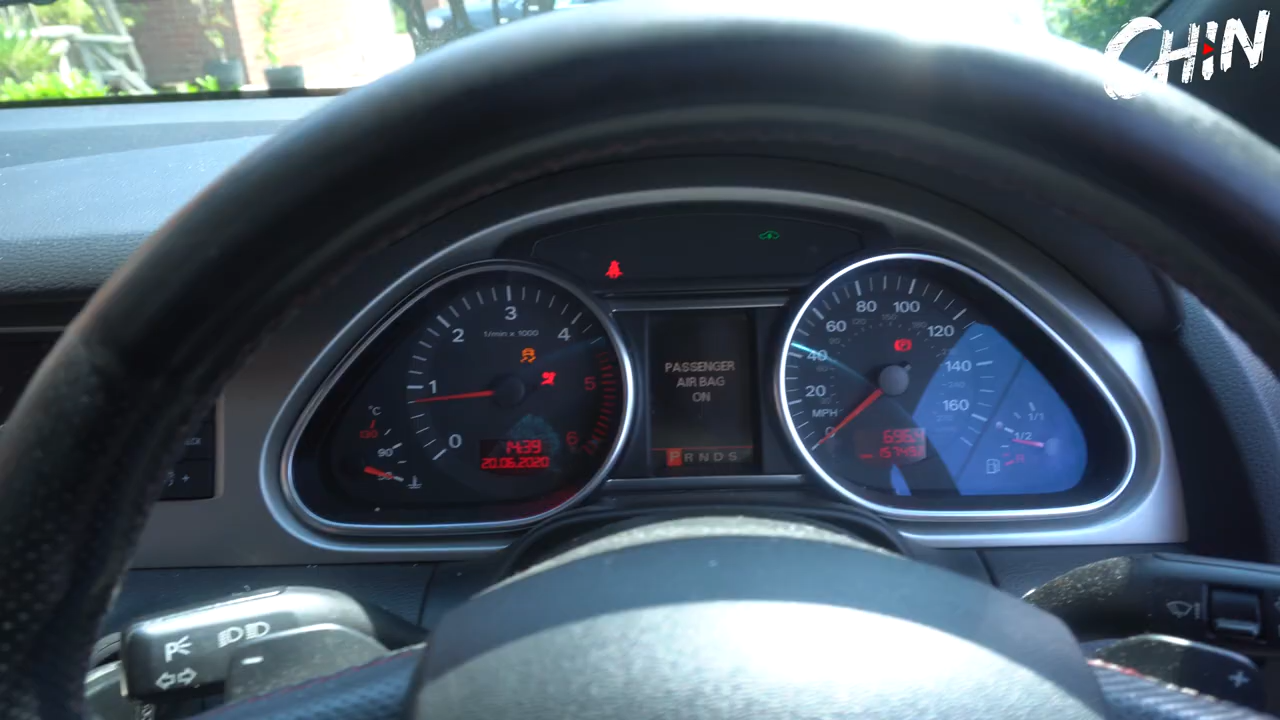 CHIN
1 2 3 4 5 6
0
1/min x 1000
°C
130
90
50
14:39
20.06.2020
PASSENGER
AIR BAG
ON
P R N D S
0 20 40 60 80 100 120 140 160
MPH
1/1
1/2
R